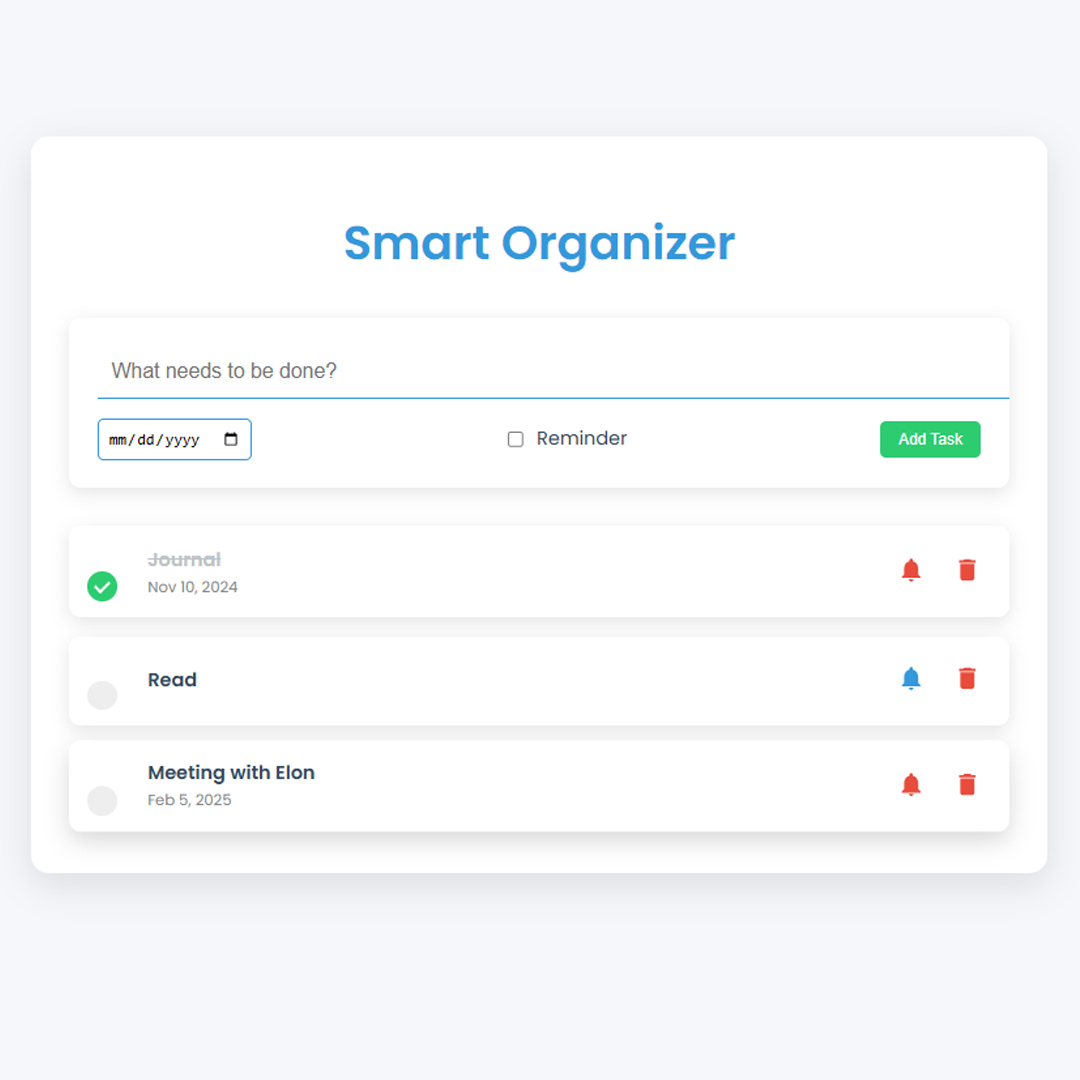 Smart Organizer
What needs to be done?
mm/dd/yyyy
Reminder
Add Task
Journal
Nov 10, 2024
Read
Meeting with Elon
Feb 5, 2025